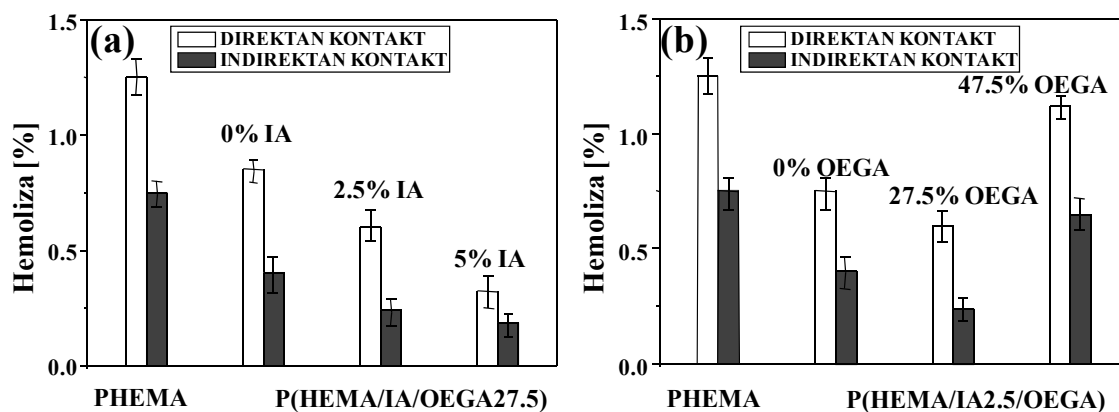 (a)
DIREKTAN KONTAKT
INDIREKTAN KONTAKT
Hemoliza [%]
1.5
1.0
0.5
0.0
0% IA
2.5% IA
5% IA
PHEMA
P(HEMA/IA/OEGA27.5)
(b)
DIREKTAN KONTAKT
INDIREKTAN KONTAKT
Hemoliza [%]
1.5
1.0
0.5
0.0
47.5% OEGA
0% OEGA
27.5% OEGA
PHEMA
P(HEMA/IA2.5/OEGA)